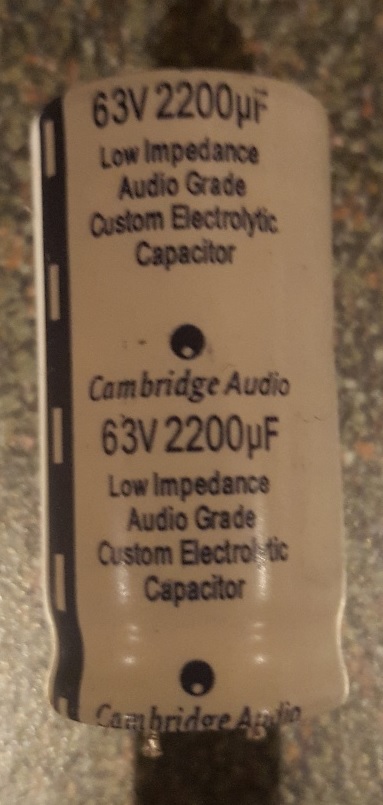 63V 2200µF
Low Impedance
Audio Grade
Custom Electrolytic
Capacitor
Cambridge Audio
63V 2200µF
Low Impedance
Audio Grade
Custom Electrolytic
Capacitor
Cambridge Audio